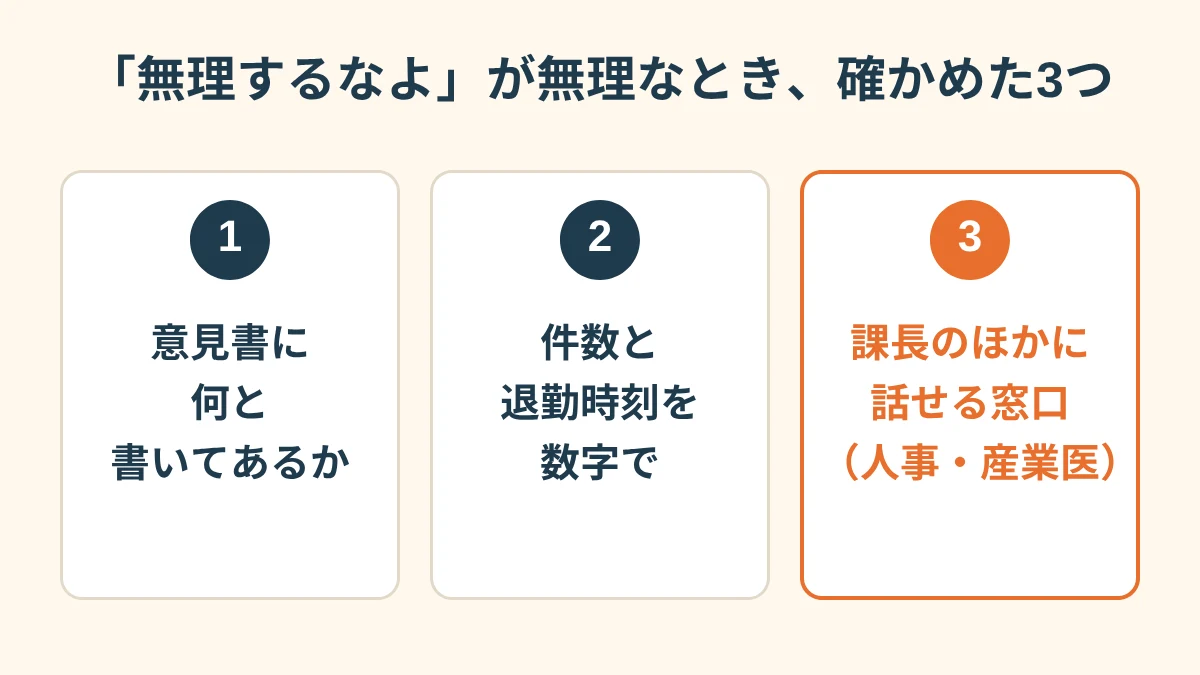 「無理するなよ」が無理なとき、確かめた3つ
1
意見書に
何と
書いてあるか
2
件数と
退勤時刻を
数字で
3
課長のほかに
話せる窓口
（人事・産業医）